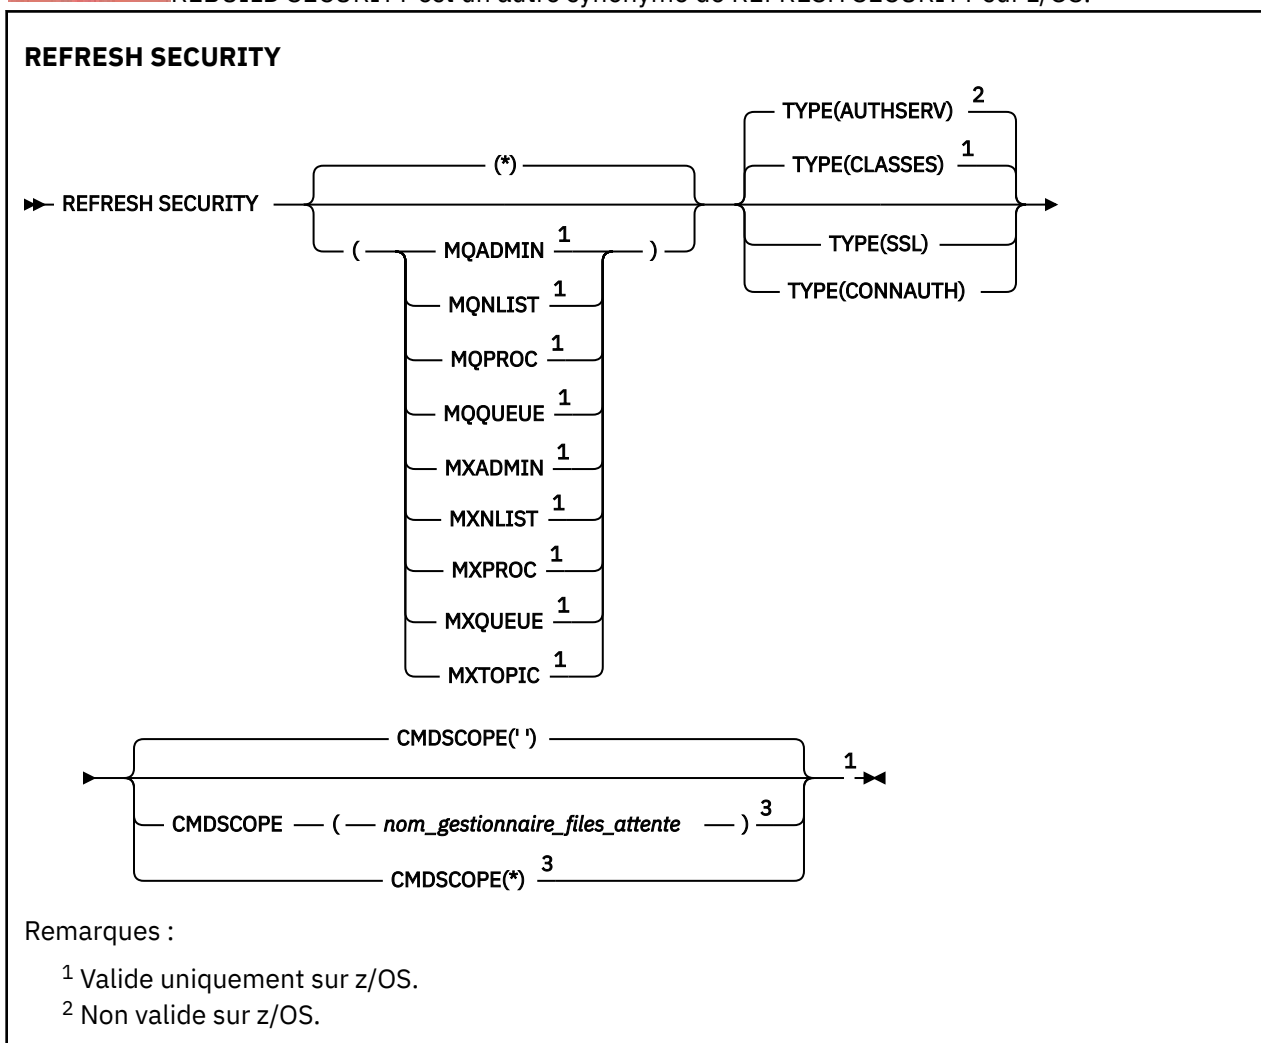 REBUILD SECURITY est un autre synonyme de REFRESH SECURITY sur z/OS.
REFRESH SECURITY
REFRESH SECURITY
(*)
( MQADMIN 1 )
MQNLIST 1
MQPROC 1
MQQUEUE 1
MXADMIN 1
MXNLIST 1
MXPROC 1
MXQUEUE 1
MXTOPIC 1
TYPE(AUTHSERV) 2
TYPE(CLASSES) 1
TYPE(SSL)
TYPE(CONNAUTH)
CMDSCOPE(' ')
1
CMDSCOPE ( nom_gestionnaire_files_attente ) 3
CMDSCOPE(*) 3
Remarques :
1 Valide uniquement sur z/OS.
2 Non valide sur z/OS.